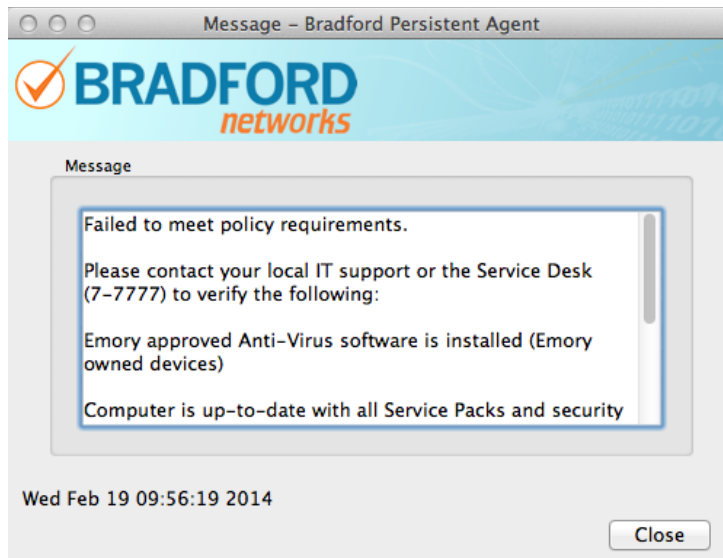 Message – Bradford Persistent Agent
BRADFORD
networks
Message
Failed to meet policy requirements.
Please contact your local IT support or the Service Desk
(7-7777) to verify the following:
Emory approved Anti-Virus software is installed (Emory
owned devices)
Computer is up-to-date with all Service Packs and security
Wed Feb 19 09:56:19 2014
Close